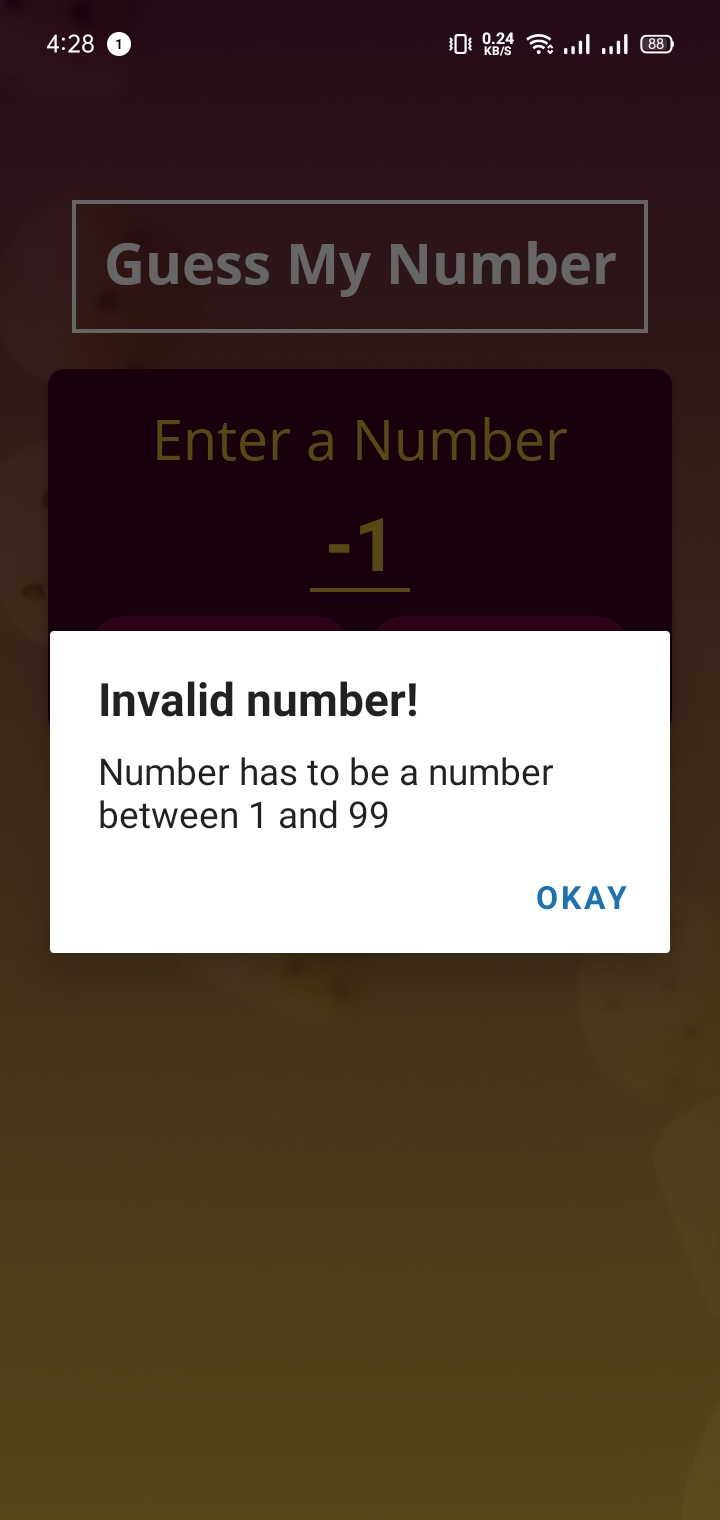 4:28 1 0.24 KB/S 88
Guess My Number
Enter a Number
-1
Invalid number!
Number has to be a number
between 1 and 99
OKAY